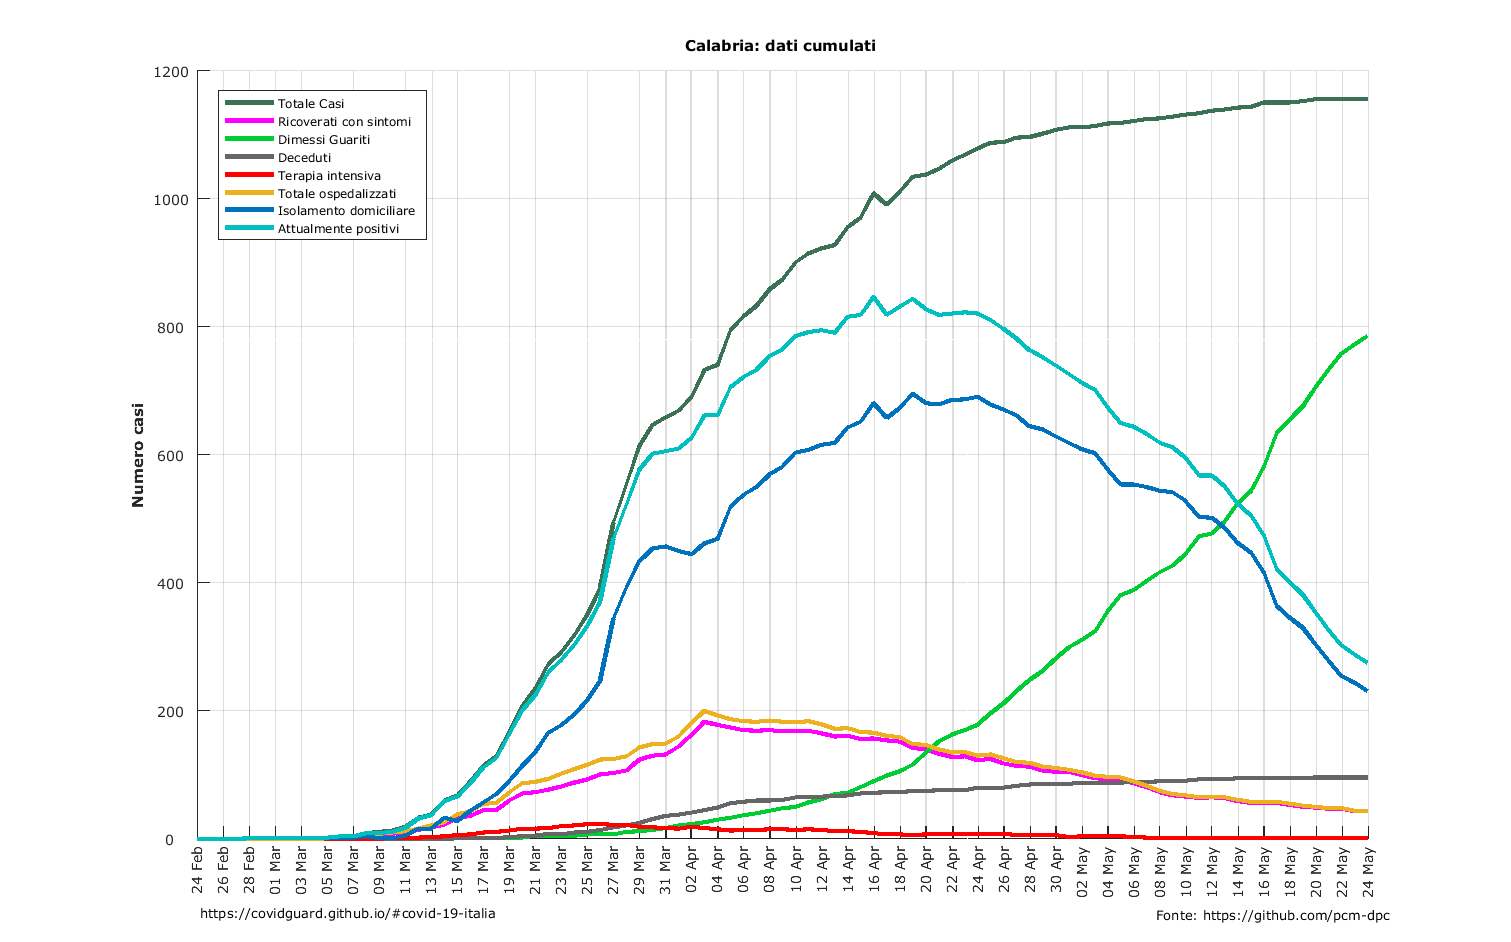 Calabria: dati cumulati
Numero casi
1200
1000
800
600
400
200
0
Totale Casi
Ricoverati con sintomi
Dimessi Guariti
Deceduti
Terapia intensiva
Totale ospedalizzati
Isolamento domiciliare
Attualmente positivi
24 Feb
26 Feb
28 Feb
01 Mar
03 Mar
05 Mar
07 Mar
09 Mar
11 Mar
13 Mar
15 Mar
17 Mar
19 Mar
21 Mar
23 Mar
25 Mar
27 Mar
29 Mar
31 Mar
02 Apr
04 Apr
06 Apr
08 Apr
10 Apr
12 Apr
14 Apr
16 Apr
18 Apr
20 Apr
22 Apr
24 Apr
26 Apr
28 Apr
30 Apr
02 May
04 May
06 May
08 May
10 May
12 May
14 May
16 May
18 May
20 May
22 May
24 May
https://covidguard.github.io/#covid-19-italia
Fonte: https://github.com/pcm-dpc